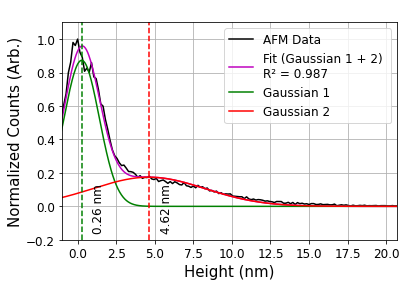 Normalized Counts (Arb.)
1.0
0.8
0.6
0.4
0.2
0.0
−0.2
AFM Data
Fit (Gaussian 1 + 2)
R² = 0.987
Gaussian 1
Gaussian 2
0.26 nm
4.62 nm
0.0 2.5 5.0 7.5 10.0 12.5 15.0 17.5 20.0
Height (nm)